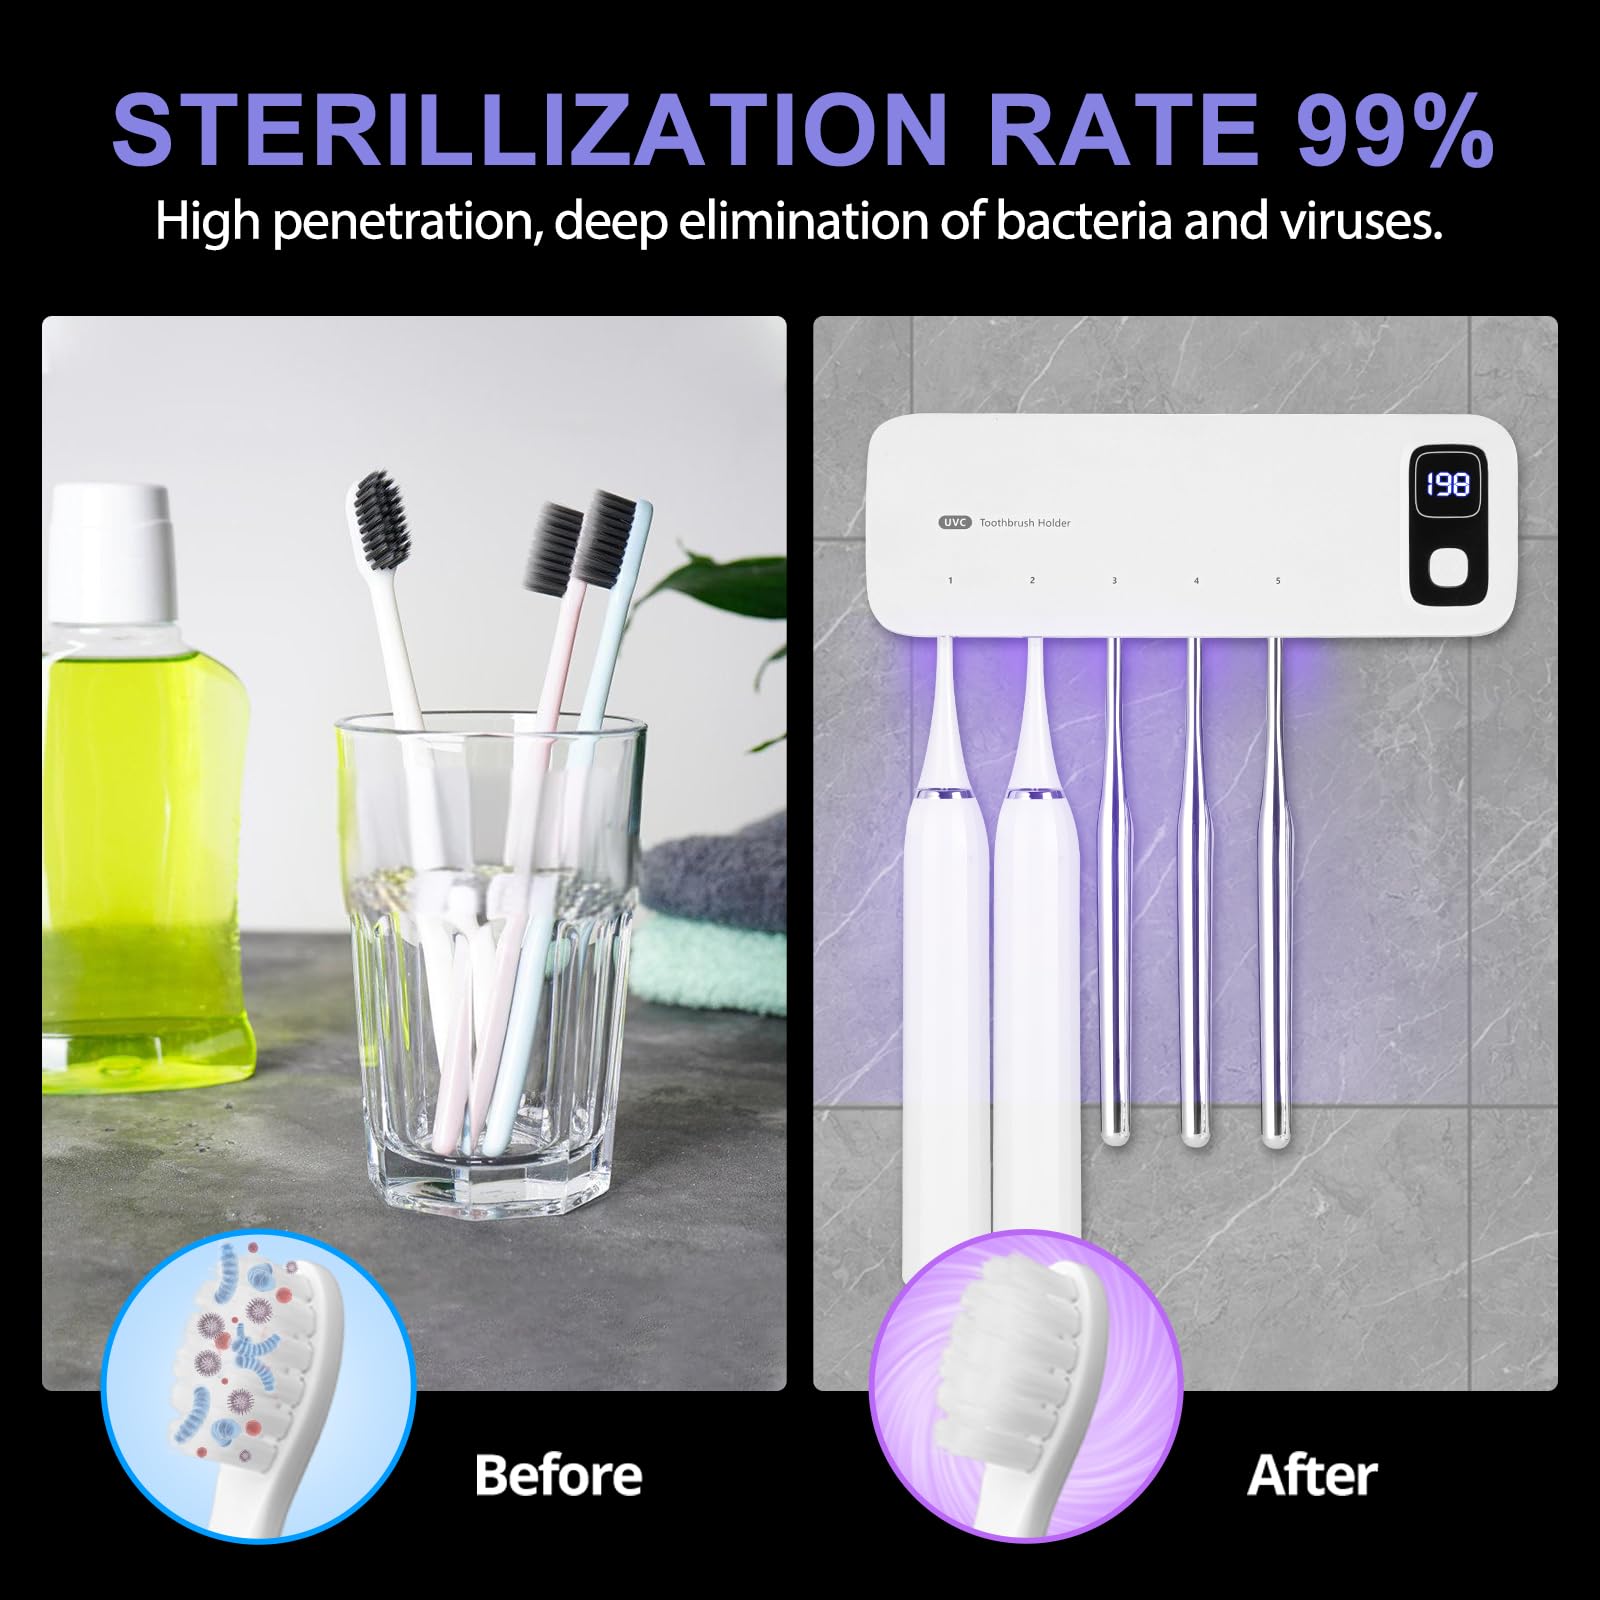 STERILLIZATION RATE 99%
High penetration, deep elimination of bacteria and viruses.
198
UVC Toothbrush Holder
1 2 3 4 5
Before
After